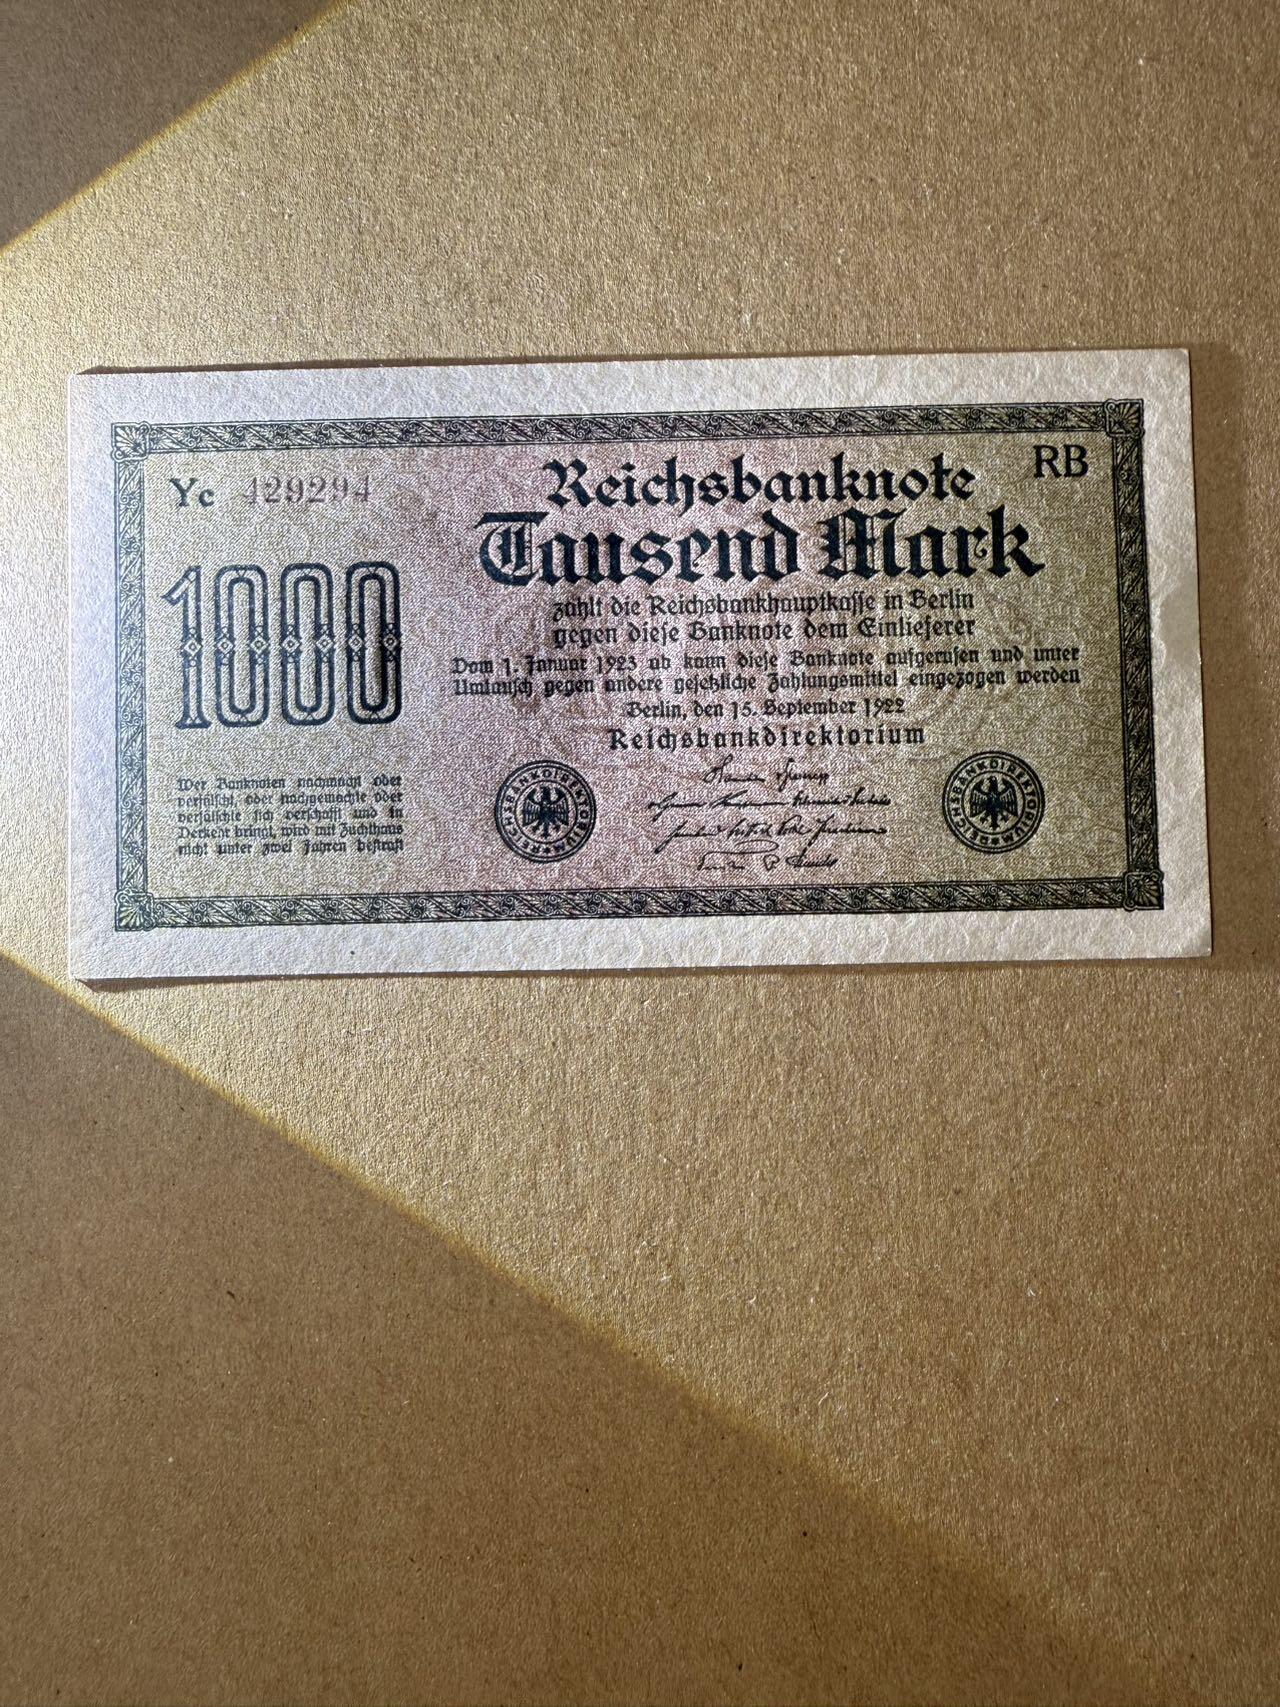 Yc 429294
RB
Reichsbanknote
Tausend Mark
1000
zahlt die Reichsbankhauptkasse in Berlin
gegen diese Banknote dem Einlieferer
Vom 1. Januar 1923 ab kann diese Banknote aufgerufen und unter
Umtausch gegen andere gesetzliche Zahlungsmittel eingezogen werden
Berlin, den 15. September 1922
Reichsbankdirektorium
Wer Banknoten nachmacht oder
verfälscht, oder nachgemachte oder
verfälschte sich verschafft und in
Verkehr bringt, wird mit Zuchthaus
nicht unter zwei Jahren bestraft
REICHSBANKDIREKTORIUM
REICHSBANKDIREKTORIUM